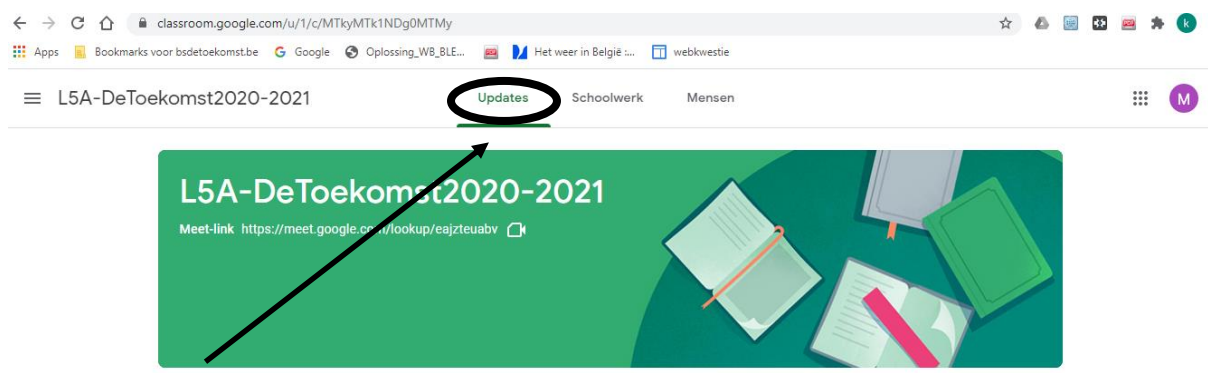 classroom.google.com/u/1/c/MTkyMTk1NDg0MTMy
k
Apps Bookmarks voor bsdetoekomst.be G Google Oplossing_WB_BLE... Het weer in België :... webkwestie
L5A-DeToekomst2020-2021 Updates Schoolwerk Mensen M
L5A-DeToekomst2020-2021
Meet-link https://meet.google.com/lookup/eajzteuabv